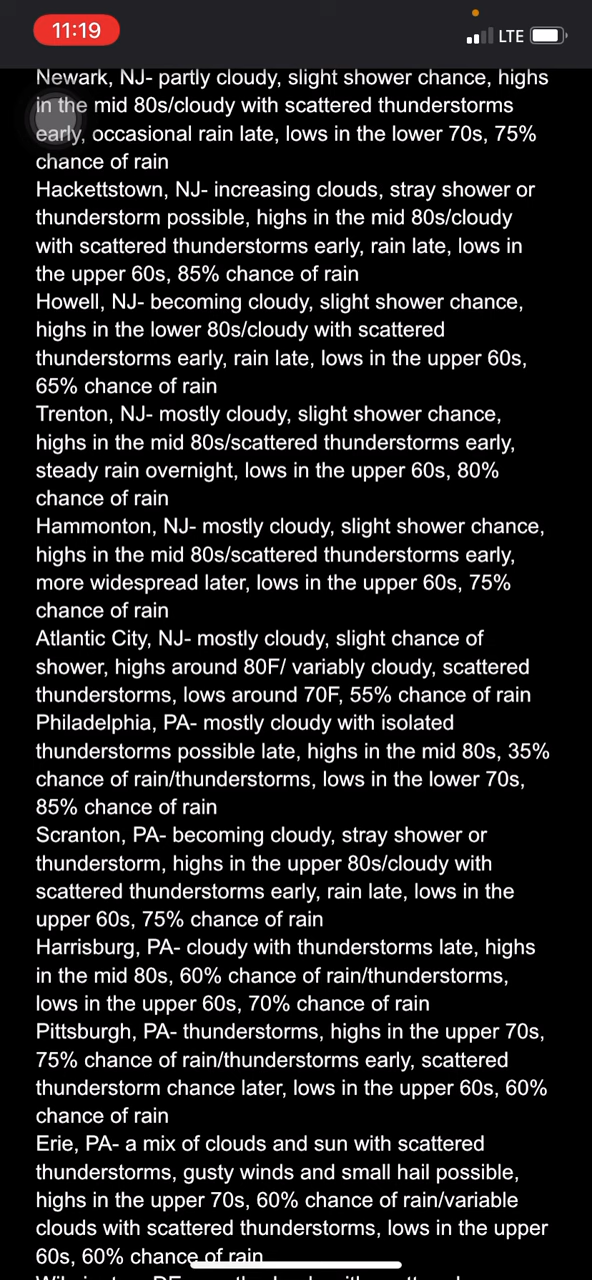 11:19
LTE
Newark, NJ- partly cloudy, slight shower chance, highs
in the mid 80s/cloudy with scattered thunderstorms
early, occasional rain late, lows in the lower 70s, 75%
chance of rain
Hackettstown, NJ- increasing clouds, stray shower or
thunderstorm possible, highs in the mid 80s/cloudy
with scattered thunderstorms early, rain late, lows in
the upper 60s, 85% chance of rain
Howell, NJ- becoming cloudy, slight shower chance,
highs in the lower 80s/cloudy with scattered
thunderstorms early, rain late, lows in the upper 60s,
65% chance of rain
Trenton, NJ- mostly cloudy, slight shower chance,
highs in the mid 80s/scattered thunderstorms early,
steady rain overnight, lows in the upper 60s, 80%
chance of rain
Hammonton, NJ- mostly cloudy, slight shower chance,
highs in the mid 80s/scattered thunderstorms early,
more widespread later, lows in the upper 60s, 75%
chance of rain
Atlantic City, NJ- mostly cloudy, slight chance of
shower, highs around 80F/ variably cloudy, scattered
thunderstorms, lows around 70F, 55% chance of rain
Philadelphia, PA- mostly cloudy with isolated
thunderstorms possible late, highs in the mid 80s, 35%
chance of rain/thunderstorms, lows in the lower 70s,
85% chance of rain
Scranton, PA- becoming cloudy, stray shower or
thunderstorm, highs in the upper 80s/cloudy with
scattered thunderstorms early, rain late, lows in the
upper 60s, 75% chance of rain
Harrisburg, PA- cloudy with thunderstorms late, highs
in the mid 80s, 60% chance of rain/thunderstorms,
lows in the upper 60s, 70% chance of rain
Pittsburgh, PA- thunderstorms, highs in the upper 70s,
75% chance of rain/thunderstorms early, scattered
thunderstorm chance later, lows in the upper 60s, 60%
chance of rain
Erie, PA- a mix of clouds and sun with scattered
thunderstorms, gusty winds and small hail possible,
highs in the upper 70s, 60% chance of rain/variable
clouds with scattered thunderstorms, lows in the upper
60s, 60% chance of rain